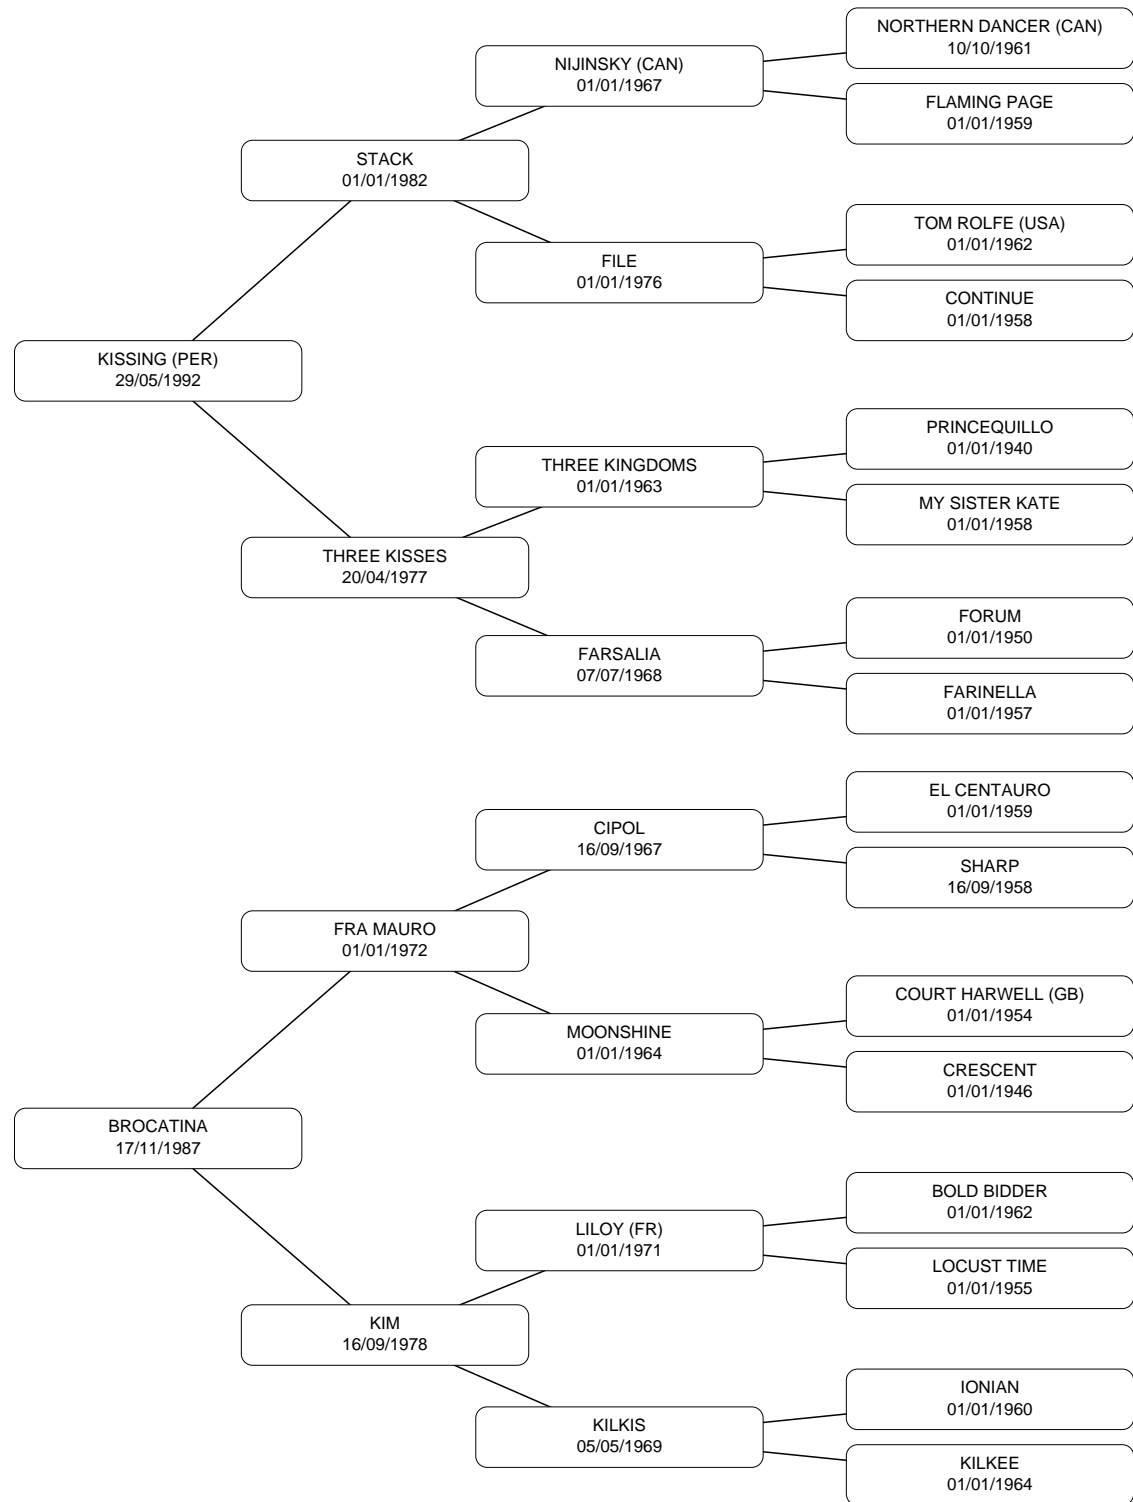 NORTHERN DANCER (CAN)
10/10/1961
NIJINSKY (CAN)
01/01/1967
FLAMING PAGE
01/01/1959
STACK
01/01/1982
TOM ROLFE (USA)
01/01/1962
FILE
01/01/1976
CONTINUE
01/01/1958
KISSING (PER)
29/05/1992
PRINCEQUILLO
01/01/1940
THREE KINGDOMS
01/01/1963
MY SISTER KATE
01/01/1958
THREE KISSES
20/04/1977
FORUM
01/01/1950
FARSALIA
07/07/1968
FARINELLA
01/01/1957
EL CENTAURO
01/01/1959
CIPOL
16/09/1967
SHARP
16/09/1958
FRA MAURO
01/01/1972
COURT HARWELL (GB)
01/01/1954
MOONSHINE
01/01/1964
CRESCENT
01/01/1946
BROCATINA
17/11/1987
BOLD BIDDER
01/01/1962
LILOY (FR)
01/01/1971
LOCUST TIME
01/01/1955
KIM
16/09/1978
IONIAN
01/01/1960
KILKIS
05/05/1969
KILKEE
01/01/1964